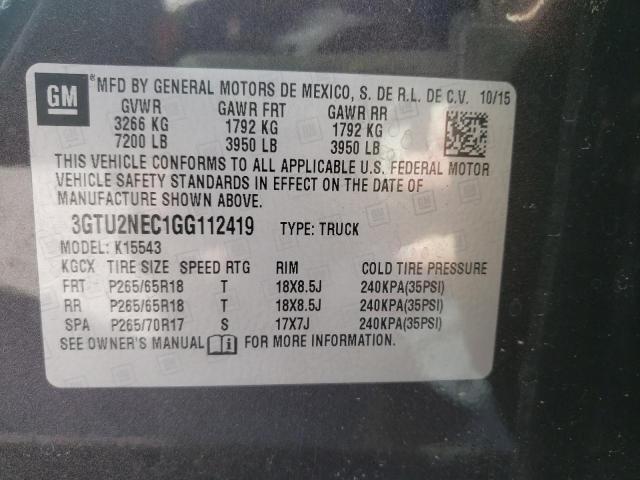 GM ® MFD BY GENERAL MOTORS DE MEXICO, S. DE R.L. DE C.V. 10/15
GVWR GAWR FRT GAWR RR
3266 KG 1792 KG 1792 KG
7200 LB 3950 LB 3950 LB
THIS VEHICLE CONFORMS TO ALL APPLICABLE U.S. FEDERAL MOTOR
VEHICLE SAFETY STANDARDS IN EFFECT ON THE DATE OF
MANUFACTURE SHOWN ABOVE.
3GTU2NEC1GG112419 TYPE: TRUCK
MODEL: K15543
KGCX TIRE SIZE SPEED RTG RIM COLD TIRE PRESSURE
FRT P265/65R18 T 18X8.5J 240KPA(35PSI)
RR P265/65R18 T 18X8.5J 240KPA(35PSI)
SPA P265/70R17 S 17X7J 240KPA(35PSI)
SEE OWNER'S MANUAL FOR MORE INFORMATION.